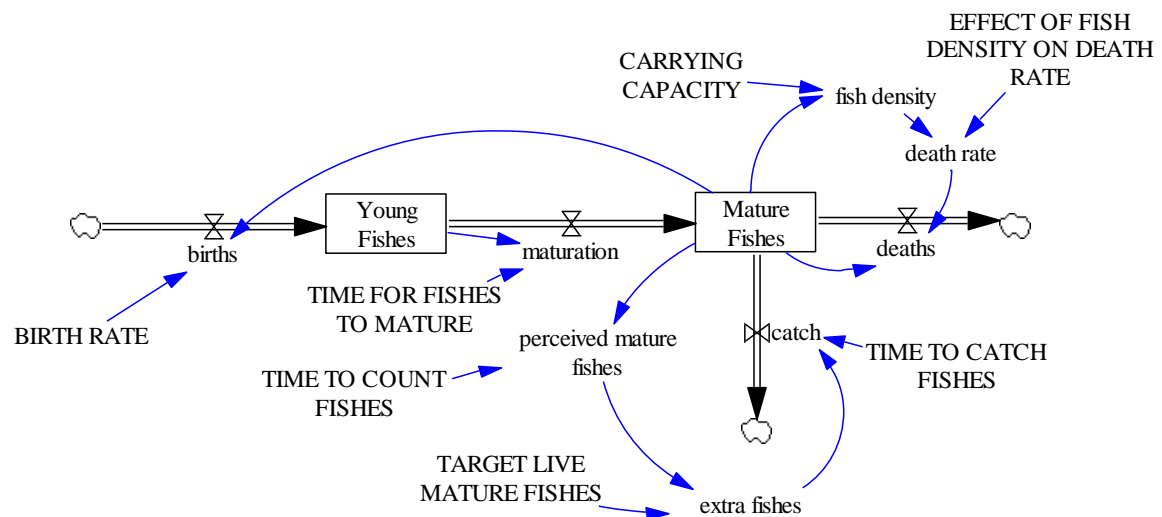 EFFECT OF FISH
DENSITY ON DEATH
RATE
CARRYING
CAPACITY
fish density
death rate
Young
Fishes
Mature
Fishes
births
maturation
deaths
TIME FOR FISHES
TO MATURE
BIRTH RATE
perceived mature
fishes
catch
TIME TO CATCH
FISHES
TIME TO COUNT
FISHES
TARGET LIVE
MATURE FISHES
extra fishes